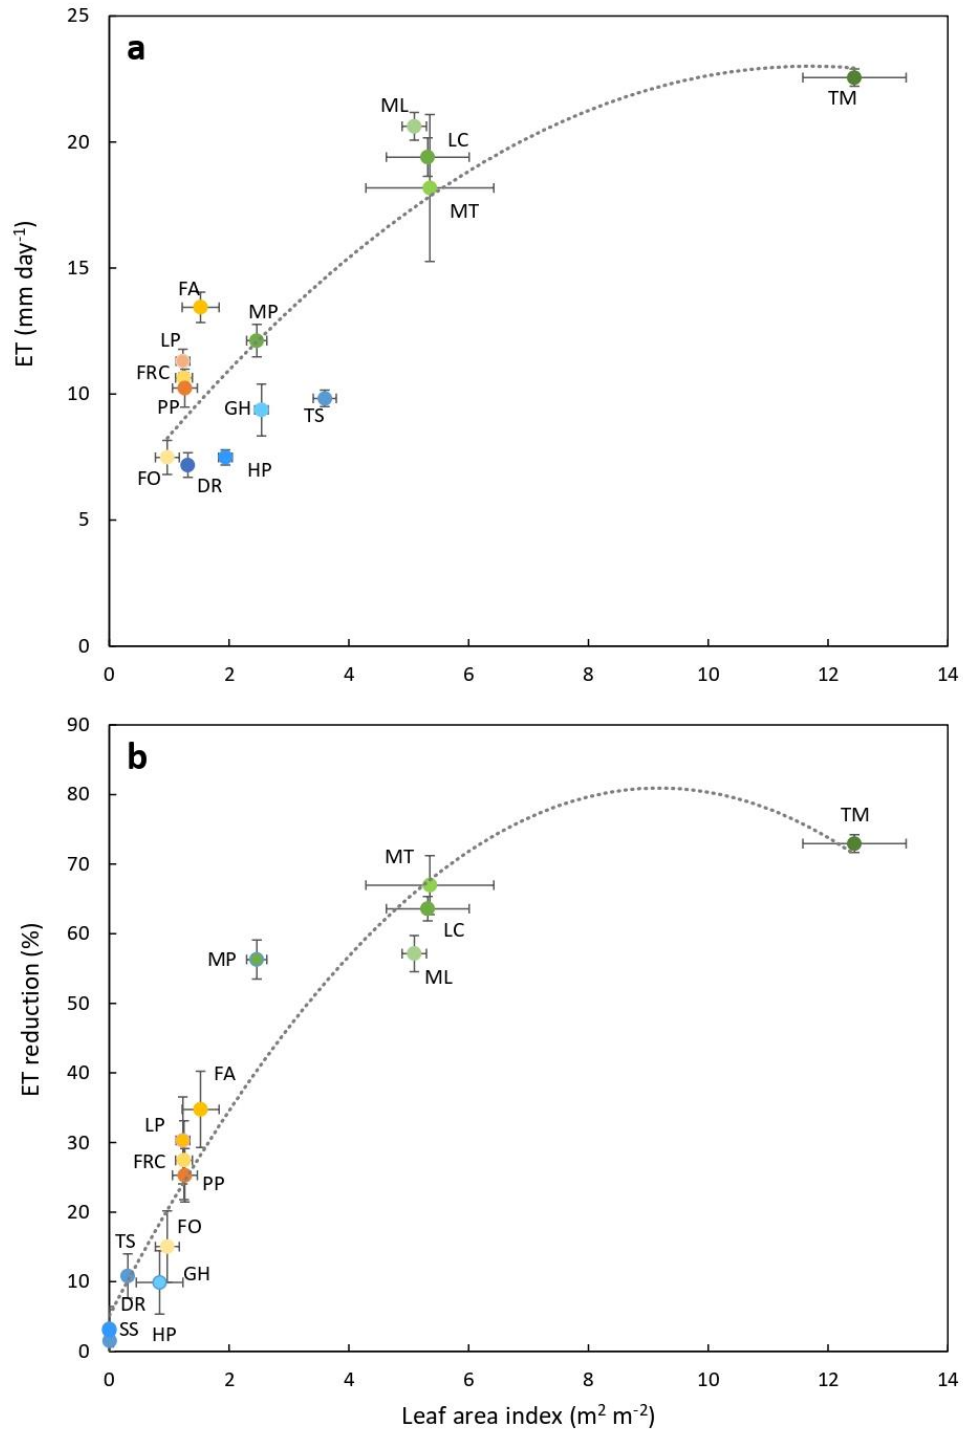 a
25
20
15
10
5
0
ET (mm day-1)
ML
LC
MT
TM
FA
MP
LP
FRC
PP
GH
TS
FO
DR
HP
0 2 4 6 8 10 12 14
b
90
80
70
60
50
40
30
20
10
0
ET reduction (%)
TM
MT
LC
MP
ML
FA
LP
FRC
PP
FO
TS
GH
DR
SS
HP
0 2 4 6 8 10 12 14
Leaf area index (m2 m-2)